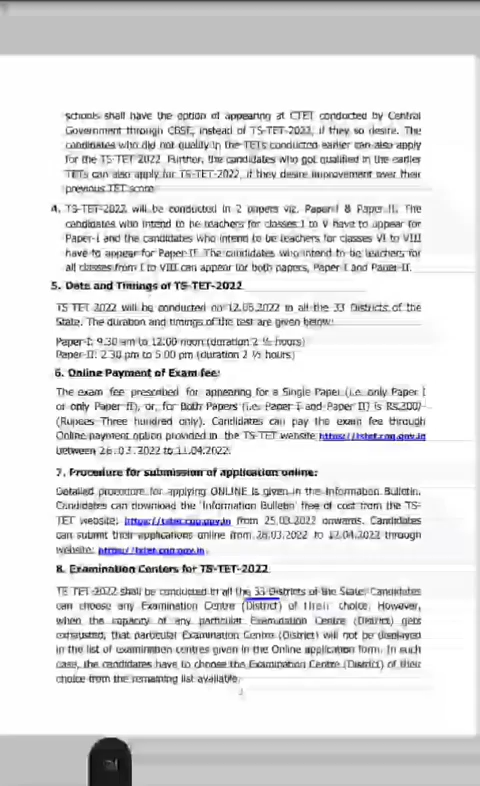 schools shall have the option of appearing at CTET conducted by Central
Government through CBSE, instead of TS-TET-2022, if they so desire. The
candidates who did not qualify in the TETs conducted earlier can also apply
for the TS-TET-2022. Further, the candidates who got qualified in the earlier
TETs can also apply for TS-TET-2022, if they desire improvement over their
previous TET score.
4. TS-TET-2022 will be conducted in 2 papers viz. Paper-I & Paper-II. The
candidates who intend to be teachers for classes I to V have to appear for
Paper-I and the candidates who intend to be teachers for classes VI to VIII
have to appear for Paper-II. The candidates who intend to be teachers for
all classes from I to VIII can appear for both papers, Paper-I and Paper-II.
5. Date and Timings of TS-TET-2022
TS TET 2022 will be conducted on 12.06.2022 in all the 33 Districts of the
State. The duration and timings of the test are given below:
Paper-I: 9.30 am to 12.00 noon (duration 2 ½ hours)
Paper-II: 2.30 pm to 5.00 pm (duration 2 ½ hours)
6. Online Payment of Exam fee:
The exam fee prescribed for appearing for a Single Paper (i.e. only Paper I
or only Paper II), or, for Both Papers (i.e. Paper I and Paper II) is Rs.300/-
(Rupees Three hundred only). Candidates can pay the exam fee through
Online payment option provided in the TS-TET website https://tstet.cgg.gov.in
between 26.03.2022 to 11.04.2022.
7. Procedure for submission of application online:
Detailed procedure for applying ONLINE is given in the Information Bulletin.
Candidates can download the 'Information Bulletin' free of cost from the TS-
TET website: https://tstet.cgg.gov.in from 25.03.2022 onwards. Candidates
can submit their applications online from 26.03.2022 to 12.04.2022 through
website: https://tstet.cgg.gov.in.
8. Examination Centers for TS-TET-2022
TS TET-2022 shall be conducted in all the 33 Districts of the State. Candidates
can choose any Examination Centre (District) of their choice. However,
when the capacity of any particular Examination Centre (District) gets
exhausted, that particular Examination Centre (District) will not be displayed
in the list of examination centres given in the Online application form. In such
case, the candidates have to choose the Examination Centre (District) of their
choice from the remaining list available.